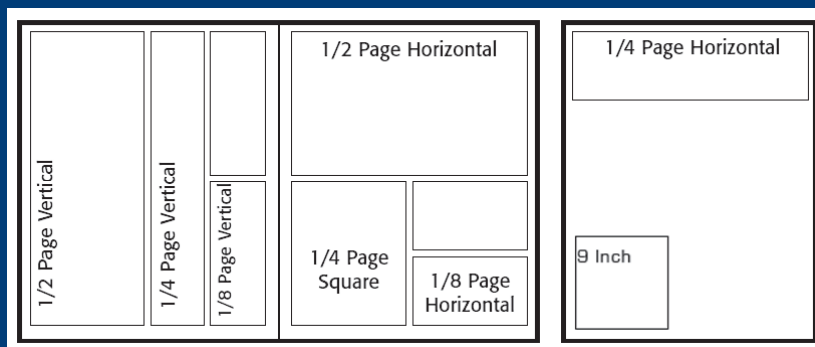 1/2 Page Vertical
1/4 Page Vertical
1/8 Page Vertical
1/2 Page Horizontal
1/4 Page
Square
1/8 Page
Horizontal
1/4 Page Horizontal
9 Inch